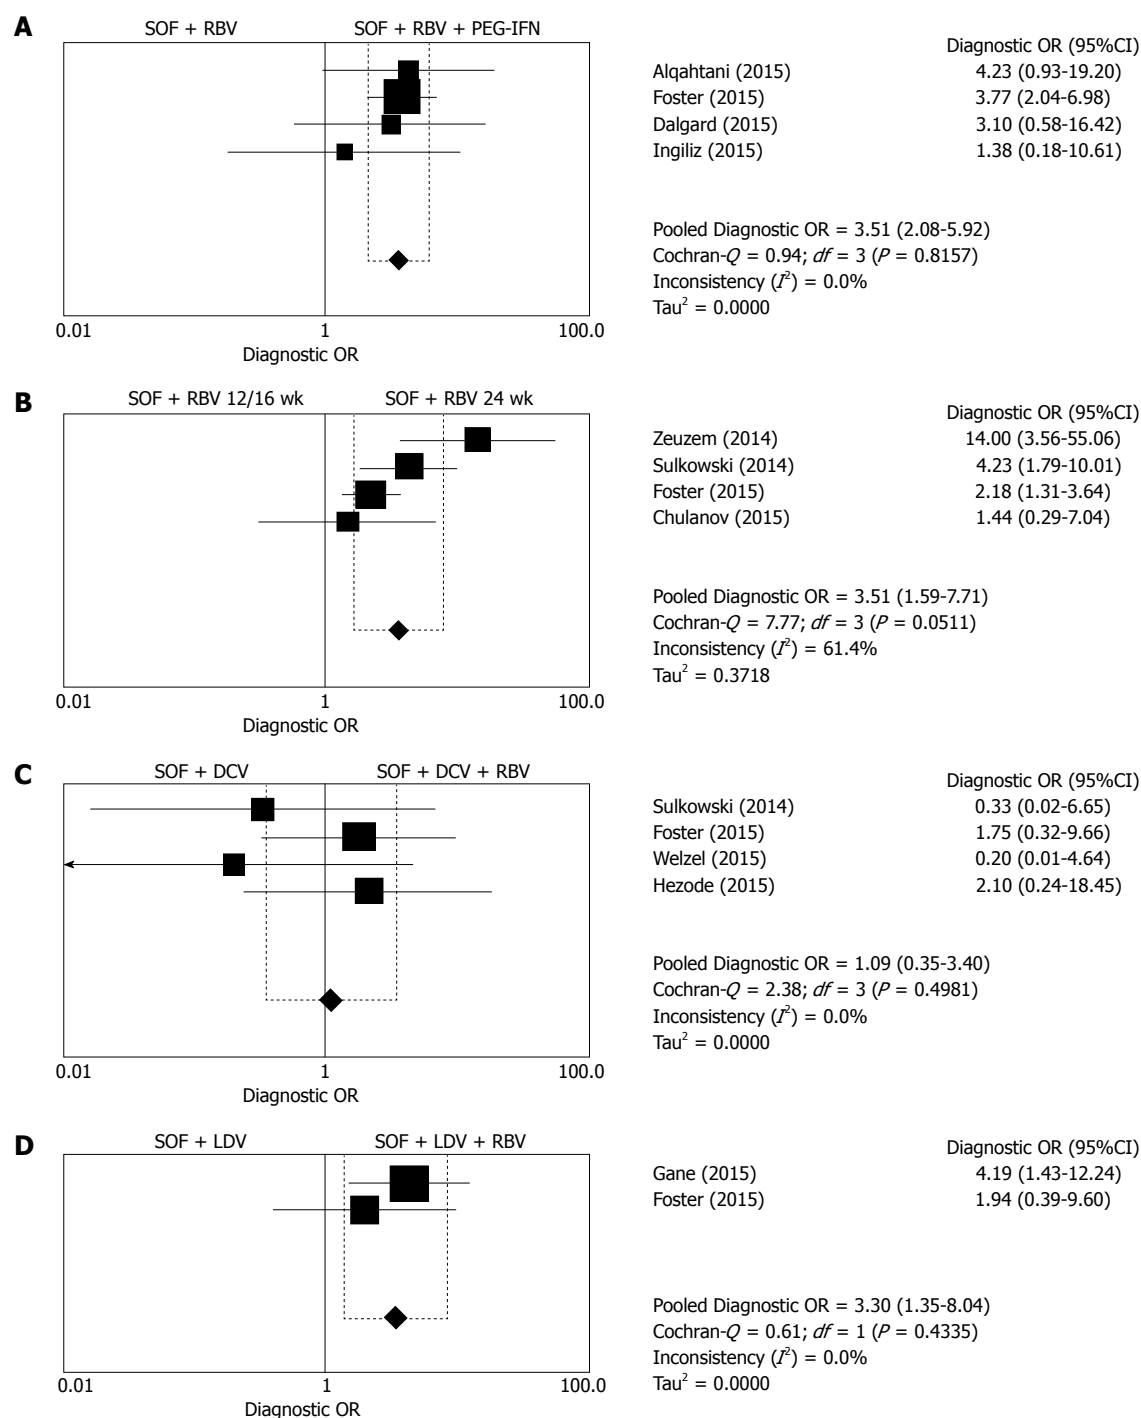 A
SOF + RBV SOF + RBV + PEG-IFN
Diagnostic OR (95%CI)
Alqahtani (2015) 4.23 (0.93-19.20)
Foster (2015) 3.77 (2.04-6.98)
Dalgard (2015) 3.10 (0.58-16.42)
Ingiliz (2015) 1.38 (0.18-10.61)
Pooled Diagnostic OR = 3.51 (2.08-5.92)
Cochran-Q = 0.94; df = 3 (P = 0.8157)
Inconsistency (I²) = 0.0%
Tau² = 0.0000
0.01 1 100.0
Diagnostic OR
B
SOF + RBV 12/16 wk SOF + RBV 24 wk
Diagnostic OR (95%CI)
Zeuzem (2014) 14.00 (3.56-55.06)
Sulkowski (2014) 4.23 (1.79-10.01)
Foster (2015) 2.18 (1.31-3.64)
Chulanov (2015) 1.44 (0.29-7.04)
Pooled Diagnostic OR = 3.51 (1.59-7.71)
Cochran-Q = 7.77; df = 3 (P = 0.0511)
Inconsistency (I²) = 61.4%
Tau² = 0.3718
0.01 1 100.0
Diagnostic OR
C
SOF + DCV SOF + DCV + RBV
Diagnostic OR (95%CI)
Sulkowski (2014) 0.33 (0.02-6.65)
Foster (2015) 1.75 (0.32-9.66)
Welzel (2015) 0.20 (0.01-4.64)
Hezode (2015) 2.10 (0.24-18.45)
Pooled Diagnostic OR = 1.09 (0.35-3.40)
Cochran-Q = 2.38; df = 3 (P = 0.4981)
Inconsistency (I²) = 0.0%
Tau² = 0.0000
0.01 1 100.0
Diagnostic OR
D
SOF + LDV SOF + LDV + RBV
Diagnostic OR (95%CI)
Gane (2015) 4.19 (1.43-12.24)
Foster (2015) 1.94 (0.39-9.60)
Pooled Diagnostic OR = 3.30 (1.35-8.04)
Cochran-Q = 0.61; df = 1 (P = 0.4335)
Inconsistency (I²) = 0.0%
Tau² = 0.0000
0.01 1 100.0
Diagnostic OR